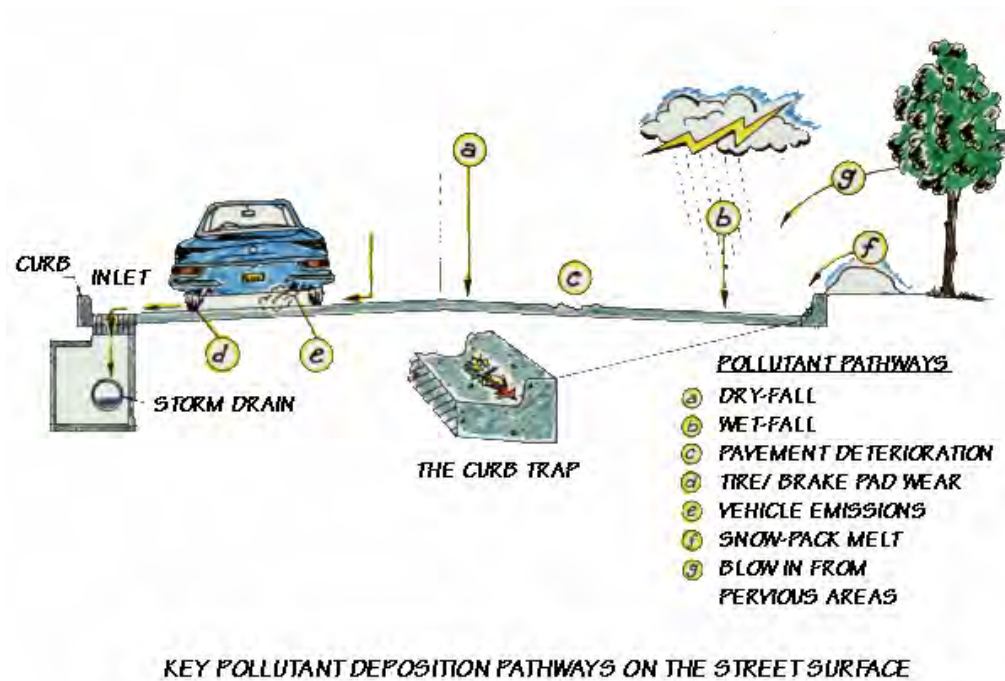 a
g
b
f
CURB
INLET
c
d
e
STORM DRAIN
THE CURB TRAP
POLLUTANT PATHWAYS
a DRY-FALL
b WET-FALL
c PAVEMENT DETERIORATION
d TIRE/ BRAKE PAD WEAR
e VEHICLE EMISSIONS
f SNOW-PACK MELT
g BLOW IN FROM
PERVIOUS AREAS
KEY POLLUTANT DEPOSITION PATHWAYS ON THE STREET SURFACE